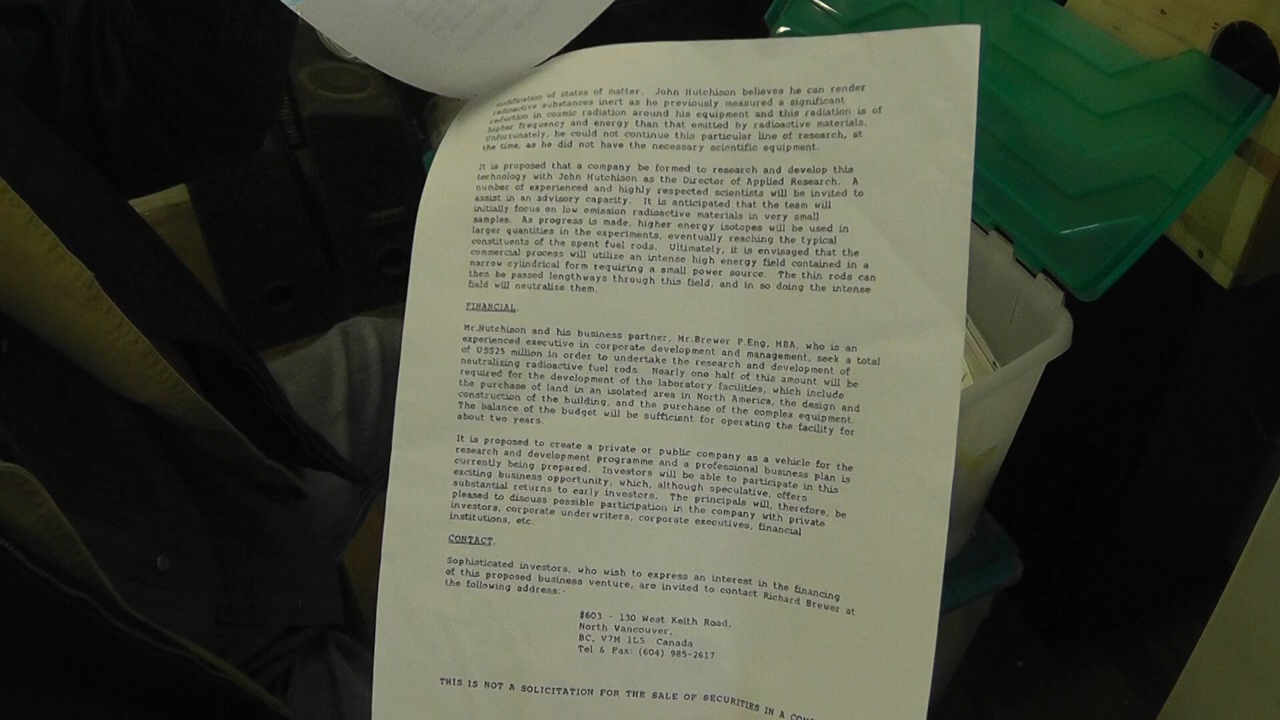 modification of states of matter. John Hutchison believes he can render
radioactive substances inert as he previously measured a significant
reduction in cosmic radiation around his equipment and this radiation is of
higher frequency and energy than that emitted by radioactive materials.
Unfortunately, he could not continue this particular line of research, at
the time, as he did not have the necessary scientific equipment.
It is proposed that a company be formed to research and develop this
technology with John Hutchison as the Director of Applied Research. A
number of experienced and highly respected scientists will be invited to
assist in an advisory capacity. It is anticipated that the team will
initially focus on low emission radioactive materials in very small
samples. As progress is made, higher energy isotopes will be used in
larger quantities in the experiments, eventually reaching the typical
constituents of the spent fuel rods. Ultimately, it is envisaged that the
commercial process will utilize an intense high energy field contained in a
narrow cylindrical form requiring a small power source. The thin rods can
then be passed lengthways through this field, and in so doing the intense
field will neutralize them.
FINANCIAL.
Mr.Hutchison and his business partner, Mr.Brewer P.Eng, MBA, who is an
experienced executive in corporate development and management, seek a total
of US$25 million in order to undertake the research and development of
neutralizing radioactive fuel rods. Nearly one half of this amount will be
required for the development of the laboratory facilities, which include
the purchase of land in an isolated area in North America, the design and
construction of the building, and the purchase of the complex equipment.
The balance of the budget will be sufficient for operating the facility for
about two years.
It is proposed to create a private or public company as a vehicle for the
research and development programme and a professional business plan is
currently being prepared. Investors will be able to participate in this
exciting business opportunity, which, although speculative, offers
substantial returns to early investors. The principals will, therefore, be
pleased to discuss possible participation in the company with private
investors, corporate underwriters, corporate executives, financial
institutions, etc.
CONTACT.
Sophisticated investors, who wish to express an interest in the financing
of this proposed business venture, are invited to contact Richard Brewer at
the following address:-
#603 - 130 West Keith Road,
North Vancouver,
BC, V7M 1L5 Canada
Tel & Fax: (604) 985-2617
THIS IS NOT A SOLICITATION FOR THE SALE OF SECURITIES IN A